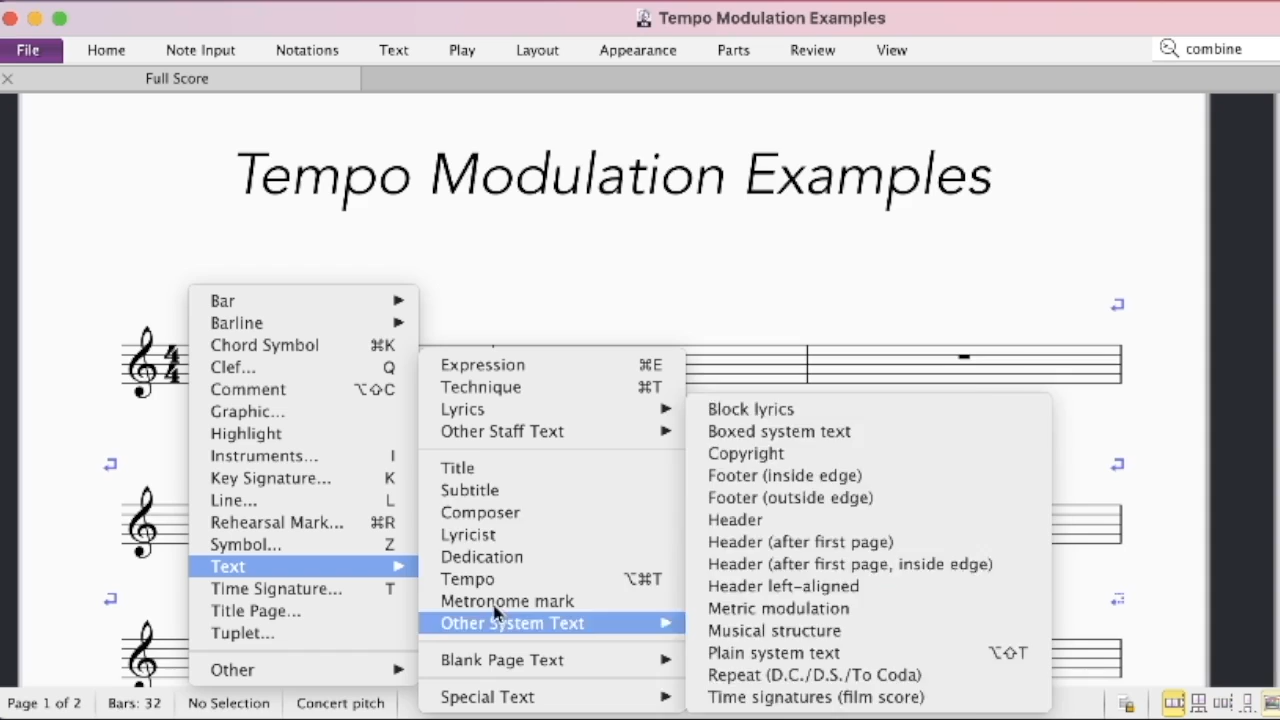 Tempo Modulation Examples
File Home Note Input Notations Text Play Layout Appearance Parts Review View combine
Full Score
Tempo Modulation Examples
4
4
Bar
Barline
Chord Symbol ⌘K
Clef... Q
Comment ⌥⇧C
Graphic...
Highlight
Instruments... I
Key Signature... K
Line... L
Rehearsal Mark... ⌘R
Symbol... Z
Text
Time Signature... T
Title Page...
Tuplet...
Other
Expression ⌘E
Technique ⌘T
Lyrics
Other Staff Text
Title
Subtitle
Composer
Lyricist
Dedication
Tempo ⌥⌘T
Metronome mark
Other System Text
Blank Page Text
Special Text
Block lyrics
Boxed system text
Copyright
Footer (inside edge)
Footer (outside edge)
Header
Header (after first page)
Header (after first page, inside edge)
Header left-aligned
Metric modulation
Musical structure
Plain system text ⌥⇧T
Repeat (D.C./D.S./To Coda)
Time signatures (film score)
Page 1 of 2 Bars: 32 No Selection Concert pitch